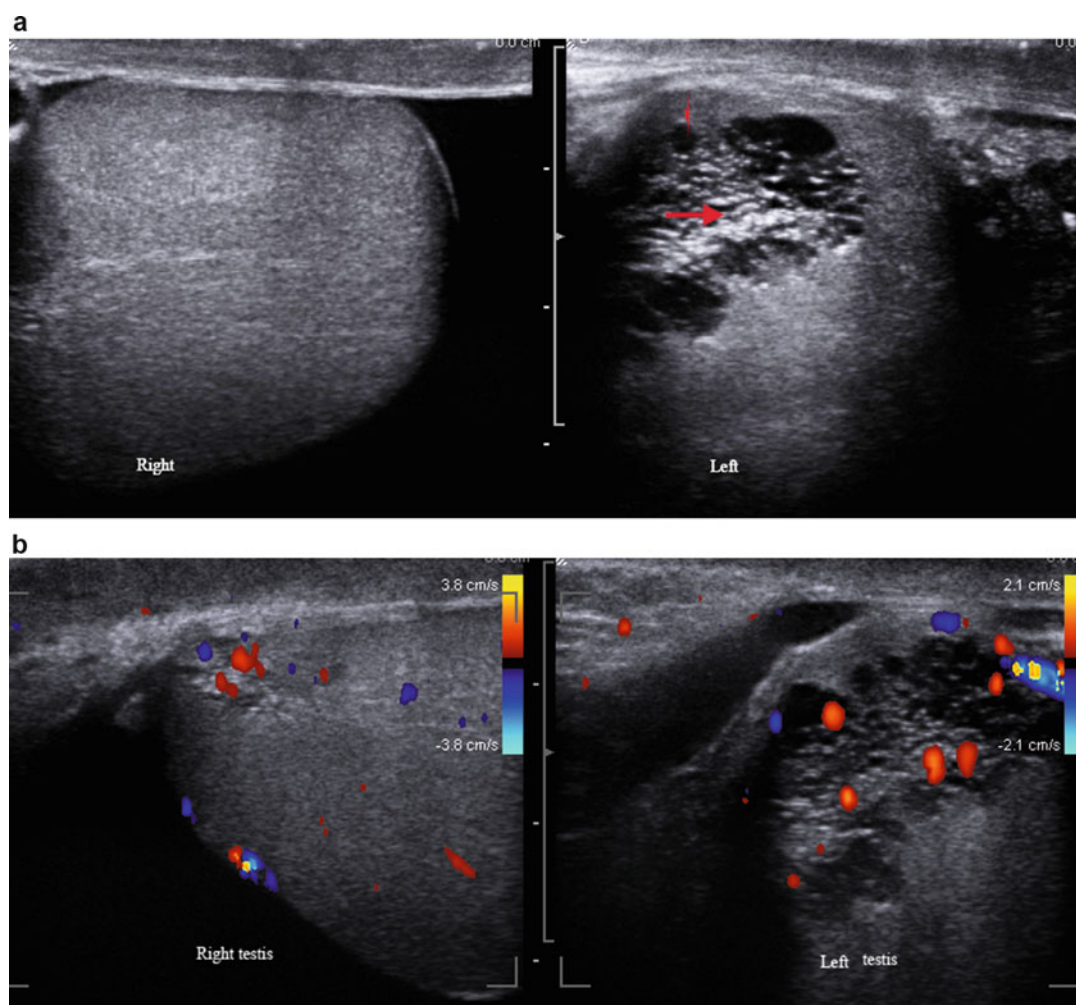 a
0.0 cm
Right
Left
b
3.8 cm/s
-3.8 cm/s
Right testis
2.1 cm/s
-2.1 cm/s
Left testis